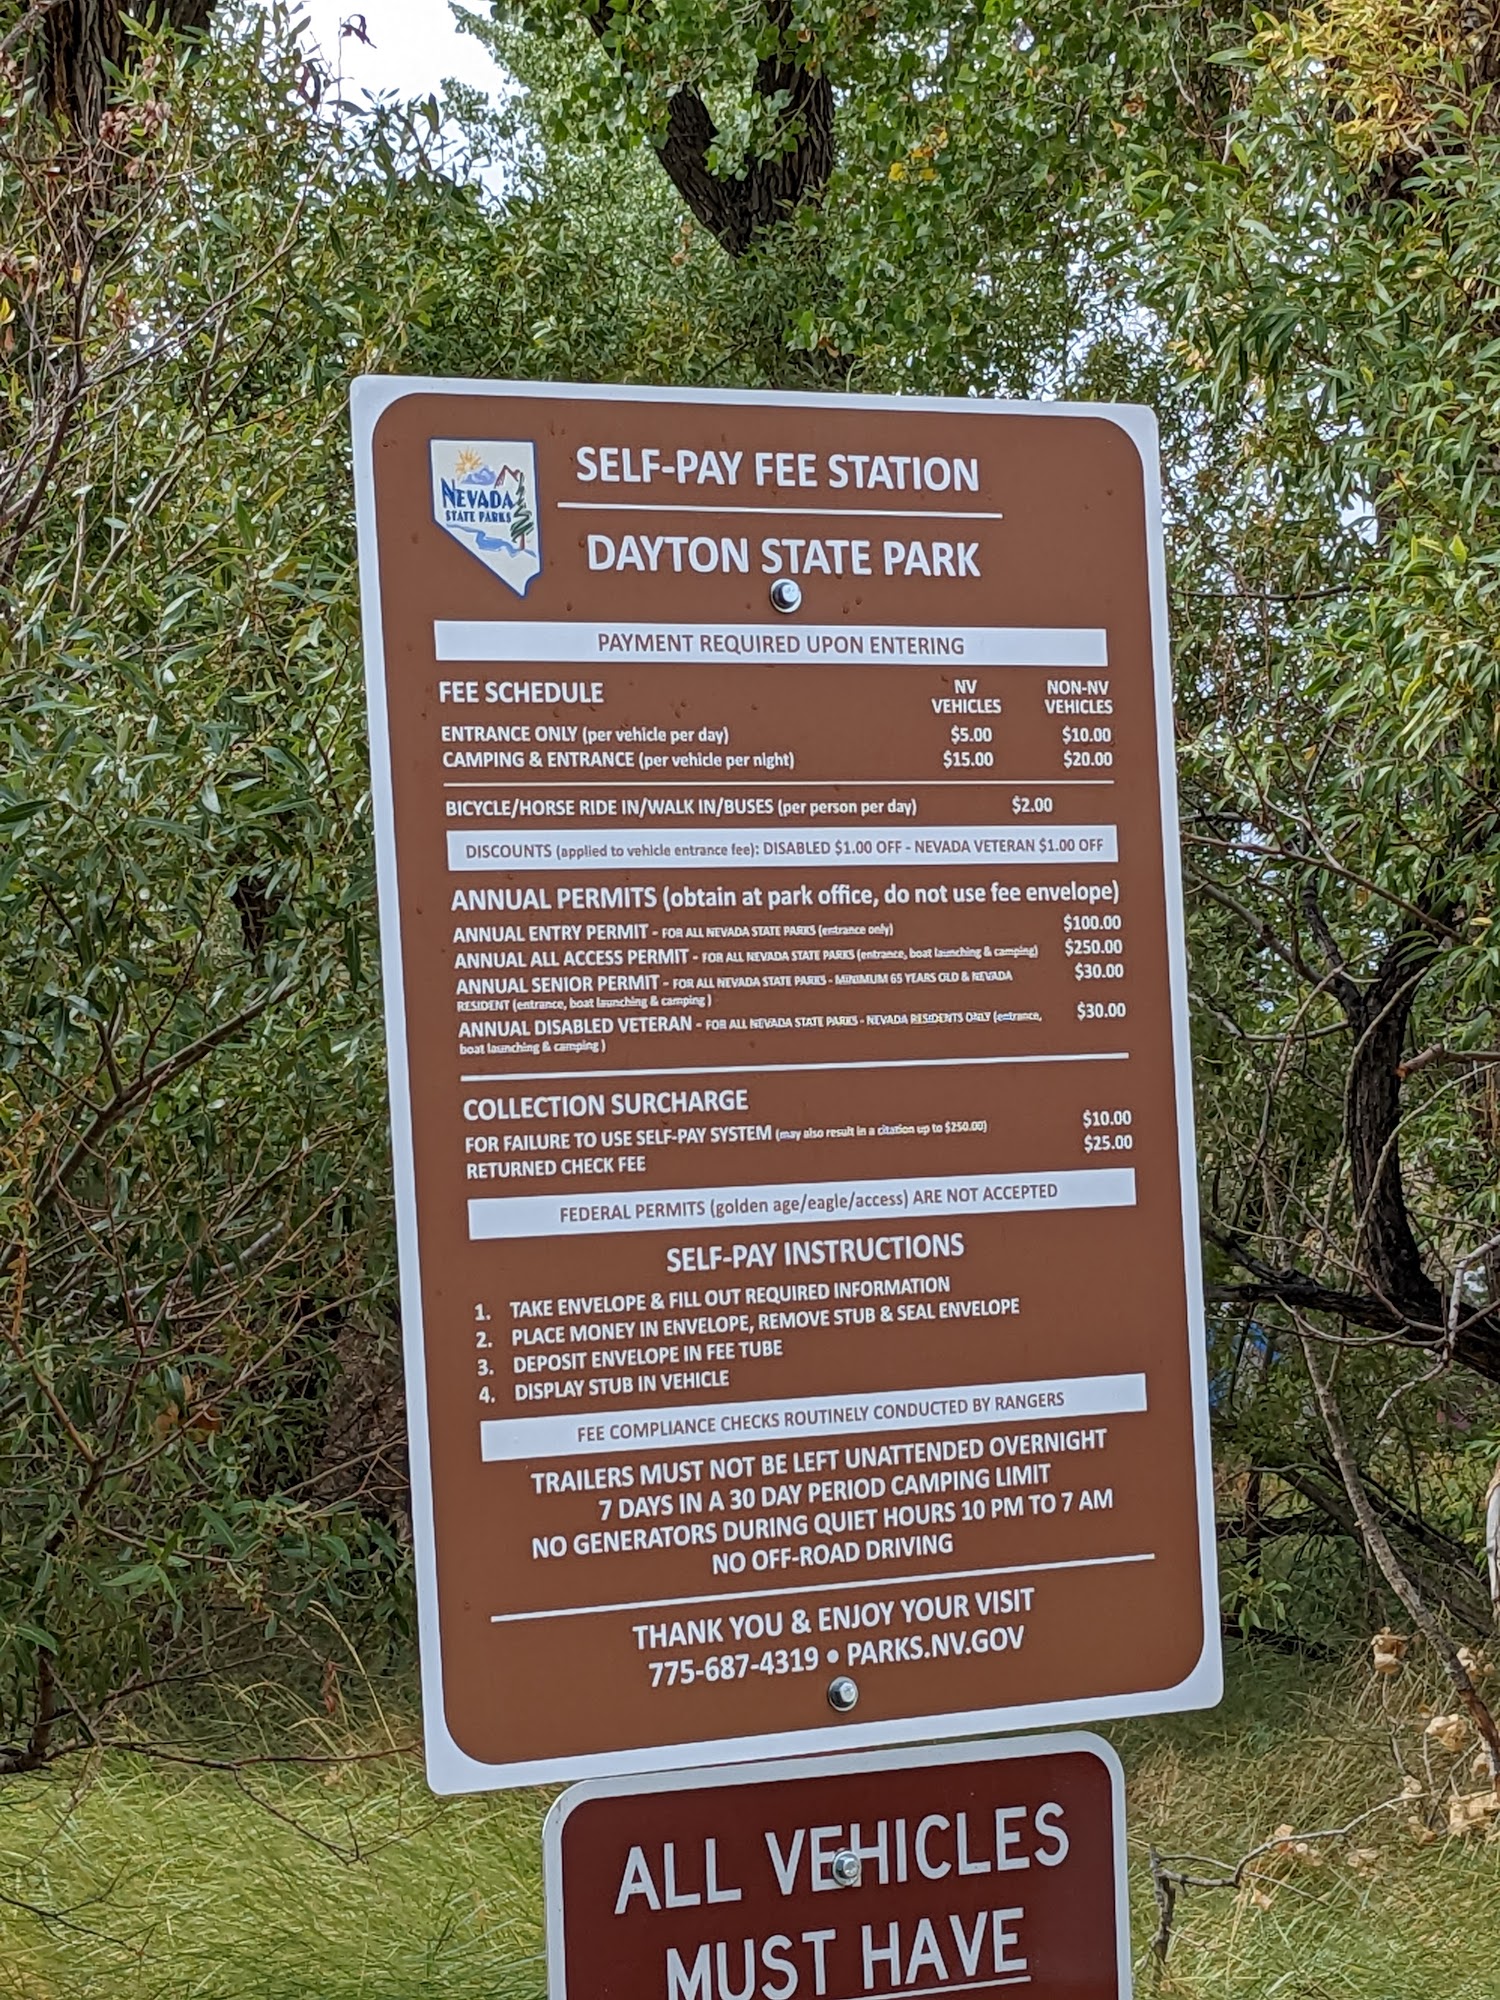 NEVADA
STATE PARKS
SELF-PAY FEE STATION
DAYTON STATE PARK
PAYMENT REQUIRED UPON ENTERING
FEE SCHEDULE NV VEHICLES NON-NV VEHICLES
ENTRANCE ONLY (per vehicle per day) $5.00 $10.00
CAMPING & ENTRANCE (per vehicle per night) $15.00 $20.00
BICYCLE/HORSE RIDE IN/WALK IN/BUSES (per person per day) $2.00
DISCOUNTS (applied to vehicle entrance fee): DISABLED $1.00 OFF - NEVADA VETERAN $1.00 OFF
ANNUAL PERMITS (obtain at park office, do not use fee envelope)
ANNUAL ENTRY PERMIT - FOR ALL NEVADA STATE PARKS (entrance only) $100.00
ANNUAL ALL ACCESS PERMIT - FOR ALL NEVADA STATE PARKS (entrance, boat launching & camping) $250.00
ANNUAL SENIOR PERMIT - FOR ALL NEVADA STATE PARKS - MINIMUM 65 YEARS OLD & NEVADA $30.00
RESIDENT (entrance, boat launching & camping )
ANNUAL DISABLED VETERAN - FOR ALL NEVADA STATE PARKS - NEVADA RESIDENTS ONLY (entrance, $30.00
boat launching & camping )
COLLECTION SURCHARGE
FOR FAILURE TO USE SELF-PAY SYSTEM (may also result in a citation up to $250.00) $10.00
RETURNED CHECK FEE $25.00
FEDERAL PERMITS (golden age/eagle/access) ARE NOT ACCEPTED
SELF-PAY INSTRUCTIONS
1. TAKE ENVELOPE & FILL OUT REQUIRED INFORMATION
2. PLACE MONEY IN ENVELOPE, REMOVE STUB & SEAL ENVELOPE
3. DEPOSIT ENVELOPE IN FEE TUBE
4. DISPLAY STUB IN VEHICLE
FEE COMPLIANCE CHECKS ROUTINELY CONDUCTED BY RANGERS
TRAILERS MUST NOT BE LEFT UNATTENDED OVERNIGHT
7 DAYS IN A 30 DAY PERIOD CAMPING LIMIT
NO GENERATORS DURING QUIET HOURS 10 PM TO 7 AM
NO OFF-ROAD DRIVING
THANK YOU & ENJOY YOUR VISIT
775-687-4319 • PARKS.NV.GOV
ALL VEHICLES
MUST HAVE